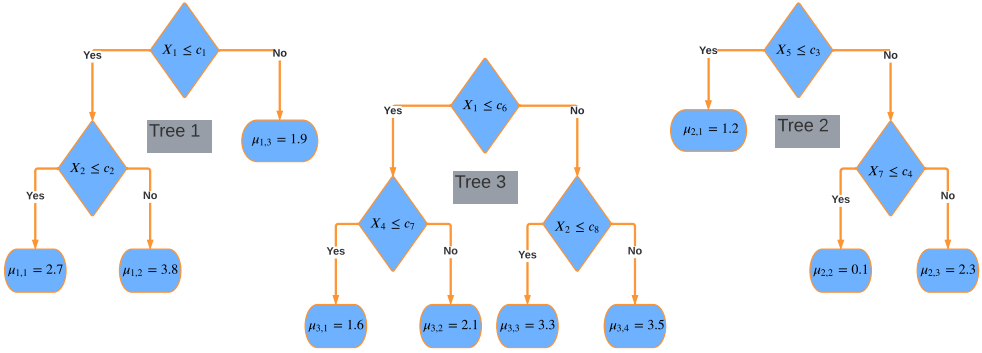 X₁ ≤ c₁
Yes
No
Tree 1
μ₁,₃ = 1.9
X₂ ≤ c₂
Yes
No
μ₁,₁ = 2.7
μ₁,₂ = 3.8
X₁ ≤ c₆
Yes
No
Tree 3
X₄ ≤ c₇
X₂ ≤ c₈
Yes
No
Yes
No
μ₃,₁ = 1.6
μ₃,₂ = 2.1
μ₃,₃ = 3.3
μ₃,₄ = 3.5
X₅ ≤ c₃
Yes
No
μ₂,₁ = 1.2
Tree 2
X₇ ≤ c₄
Yes
No
μ₂,₂ = 0.1
μ₂,₃ = 2.3